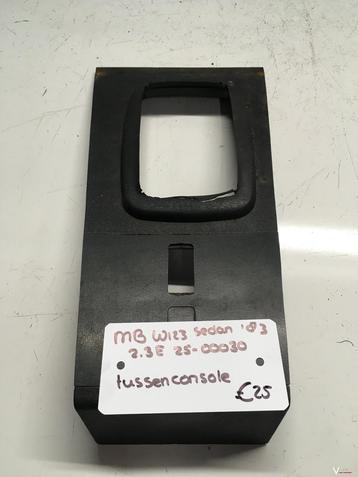 MB W123 sedan '83
2.3E 25-00030
tussenconsole
€25